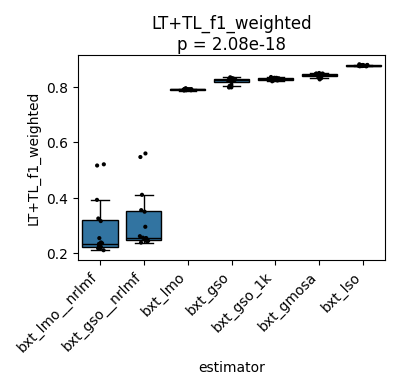 LT+TL_f1_weighted
p = 2.08e-18
LT+TL_f1_weighted
0.8
0.6
0.4
0.2
bxt_lmo__nrlmf
bxt_gso__nrlmf
bxt_lmo
bxt_gso
bxt_gso_1k
bxt_gmosa
bxt_lso
estimator